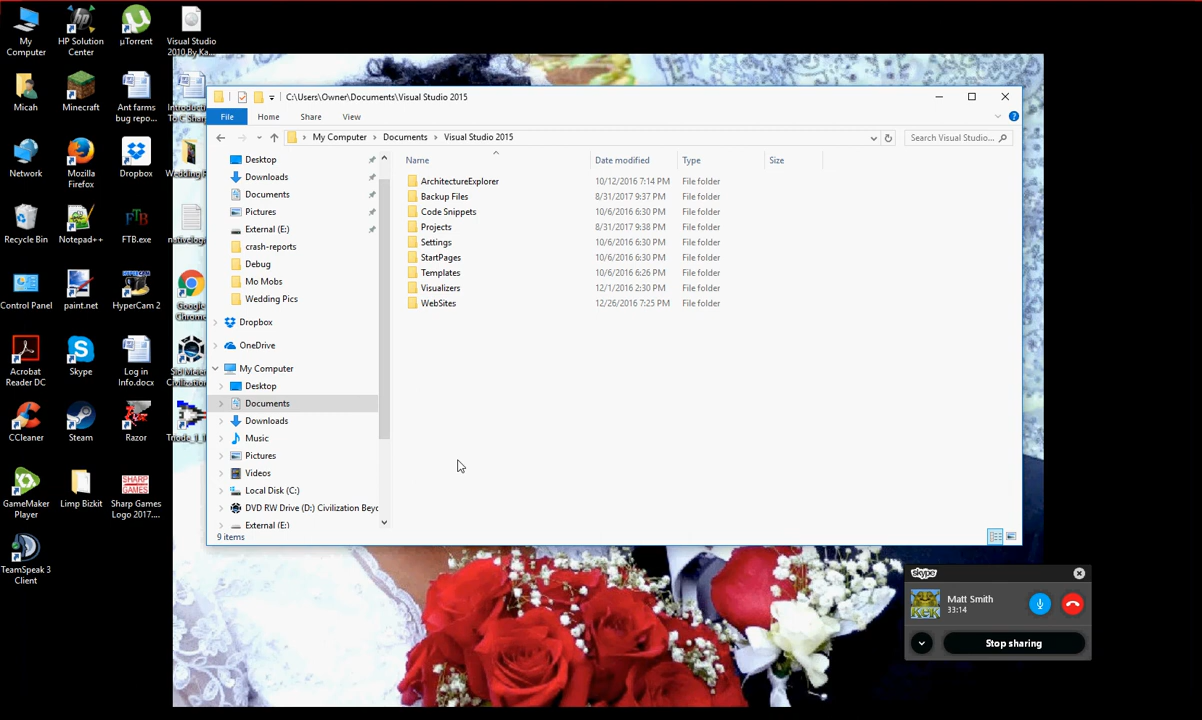 My
Computer
HP Solution
Center
µTorrent
Visual Studio
2010 By Ka...
Micah
Minecraft
Ant farms
bug repo...
Network
Mozilla
Firefox
Dropbox
Recycle Bin
Notepad++
FTB
FTB.exe
Control Panel
paint.net
HyperCam 2
Google
Chrome
Acrobat
Reader DC
Skype
Log in
Info.docx
CCleaner
Steam
Razor
GameMaker
Player
Limp Bizkit
SHARP
GAMES
Sharp Games
Logo 2017....
TeamSpeak 3
Client
C:\Users\Owner\Documents\Visual Studio 2015
File Home Share View
My Computer Documents Visual Studio 2015
Search Visual Studio...
Desktop
Downloads
Documents
Pictures
External (E:)
crash-reports
Debug
Mo Mobs
Wedding Pics
Dropbox
OneDrive
My Computer
Desktop
Documents
Downloads
Music
Pictures
Videos
Local Disk (C:)
DVD RW Drive (D:) Civilization Beyo
External (E:)
Name Date modified Type Size
ArchitectureExplorer 10/12/2016 7:14 PM File folder
Backup Files 8/31/2017 9:37 PM File folder
Code Snippets 10/6/2016 6:30 PM File folder
Projects 8/31/2017 9:38 PM File folder
Settings 10/6/2016 6:30 PM File folder
StartPages 10/6/2016 6:30 PM File folder
Templates 10/6/2016 6:26 PM File folder
Visualizers 12/1/2016 2:30 PM File folder
WebSites 12/26/2016 7:25 PM File folder
9 items
skype
Matt Smith
33:14
Stop sharing